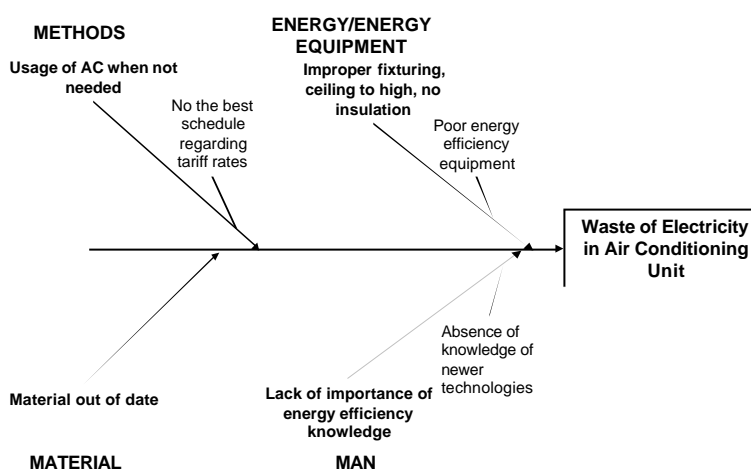 METHODS
Usage of AC when not
needed
No the best
schedule
regarding
tariff rates
ENERGY/ENERGY
EQUIPMENT
Improper fixturing,
ceiling to high, no
insulation
Poor energy
efficiency
equipment
Waste of Electricity
in Air Conditioning
Unit
Material out of date
MATERIAL
Lack of importance of
energy efficiency
knowledge
MAN
Absence of
knowledge of
newer
technologies